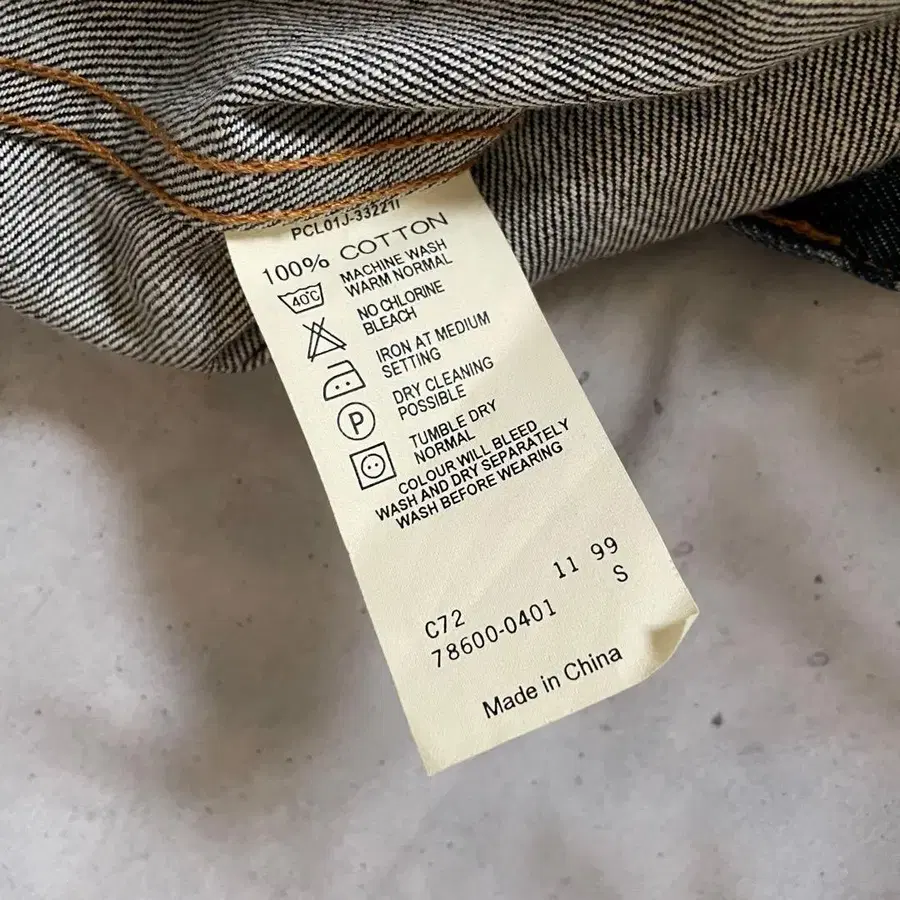 PCL01J-33221I
100% COTTON
40°C
MACHINE WASH
WARM NORMAL
NO CHLORINE
BLEACH
IRON AT MEDIUM
SETTING
P
DRY CLEANING
POSSIBLE
TUMBLE DRY
NORMAL
COLOUR WILL BLEED
WASH AND DRY SEPARATELY
WASH BEFORE WEARING
11 99
C72 S
78600-0401
Made in China